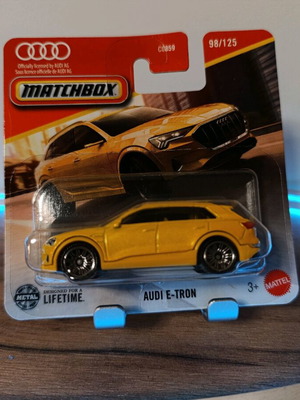 98/125
Officially licensed by AUDI AG
Sous licence officielle de AUDI AG
MATCHBOX
METAL
DESIGNED FOR A
LIFETIME.
AUDI E-TRON
3+
MATTEL